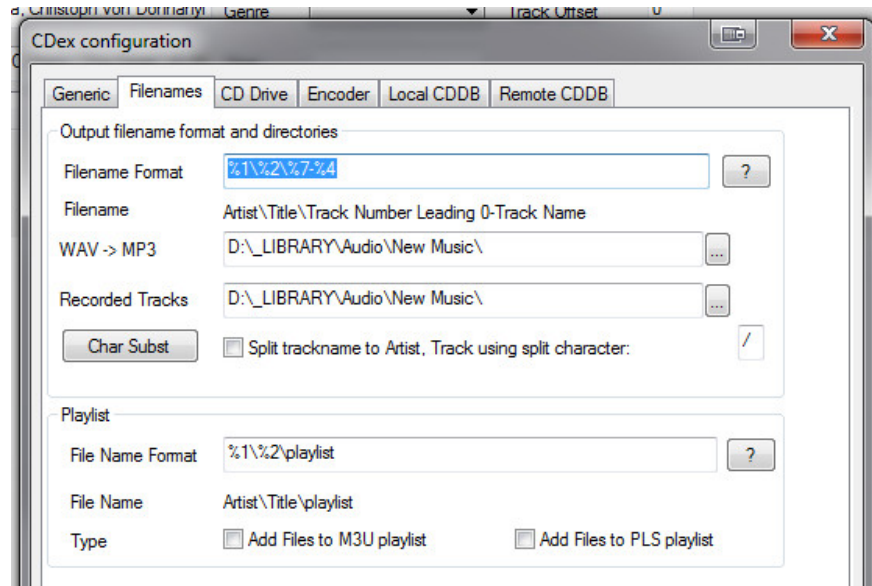 a, Christoph Von Dohnanyi Genre Track Offset 0
CDex configuration
Generic Filenames CD Drive Encoder Local CDDB Remote CDDB
Output filename format and directories
Filename Format %1\%2\%7-%4 ?
Filename Artist\Title\Track Number Leading 0-Track Name
WAV -> MP3 D:\_LIBRARY\Audio\New Music\ ...
Recorded Tracks D:\_LIBRARY\Audio\New Music\ ...
Char Subst Split trackname to Artist, Track using split character: /
Playlist
File Name Format %1\%2\playlist ?
File Name Artist\Title\playlist
Type Add Files to M3U playlist Add Files to PLS playlist